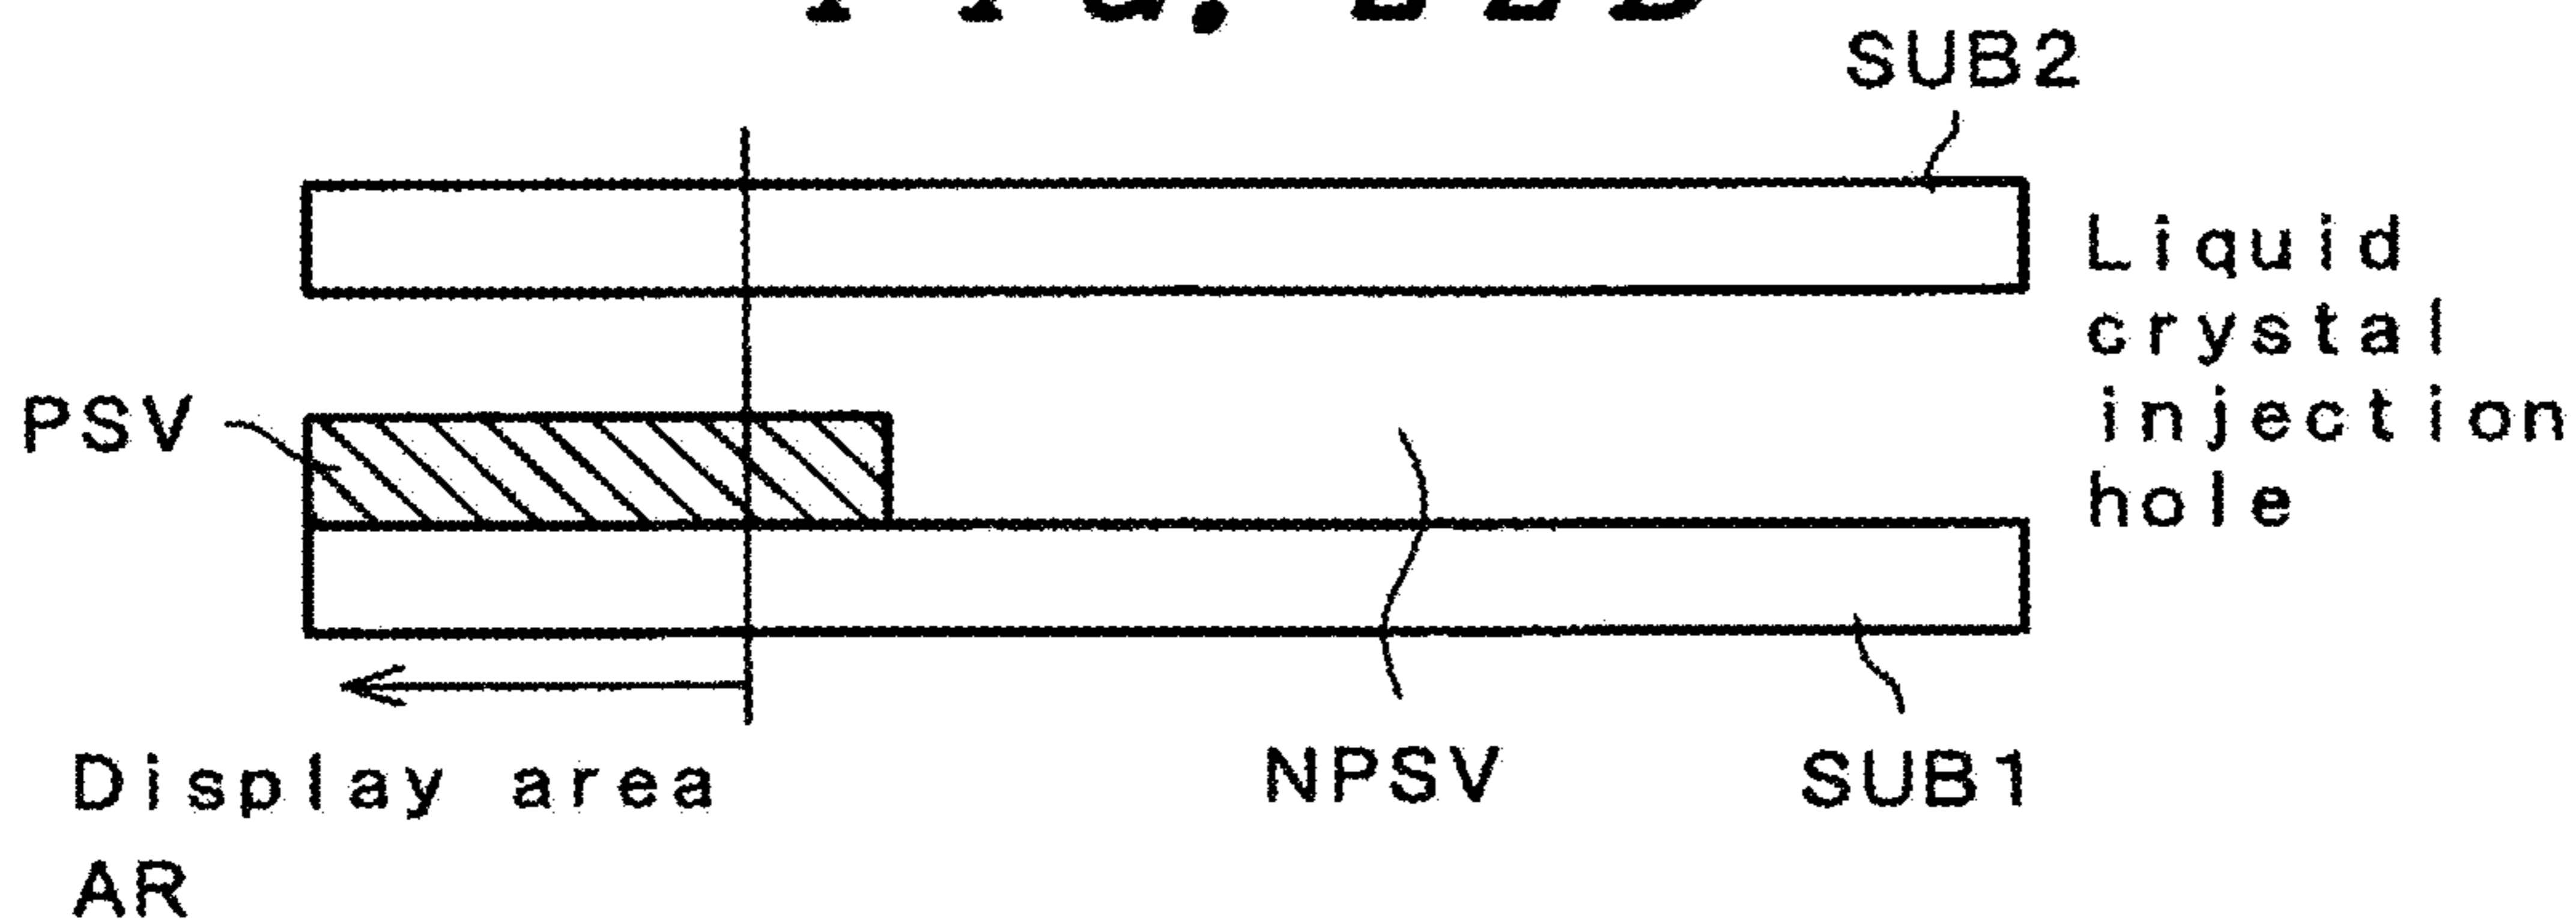 SUB2
Liquid
crystal
injection
hole
PSV
NPSV
SUB1
Display area
AR